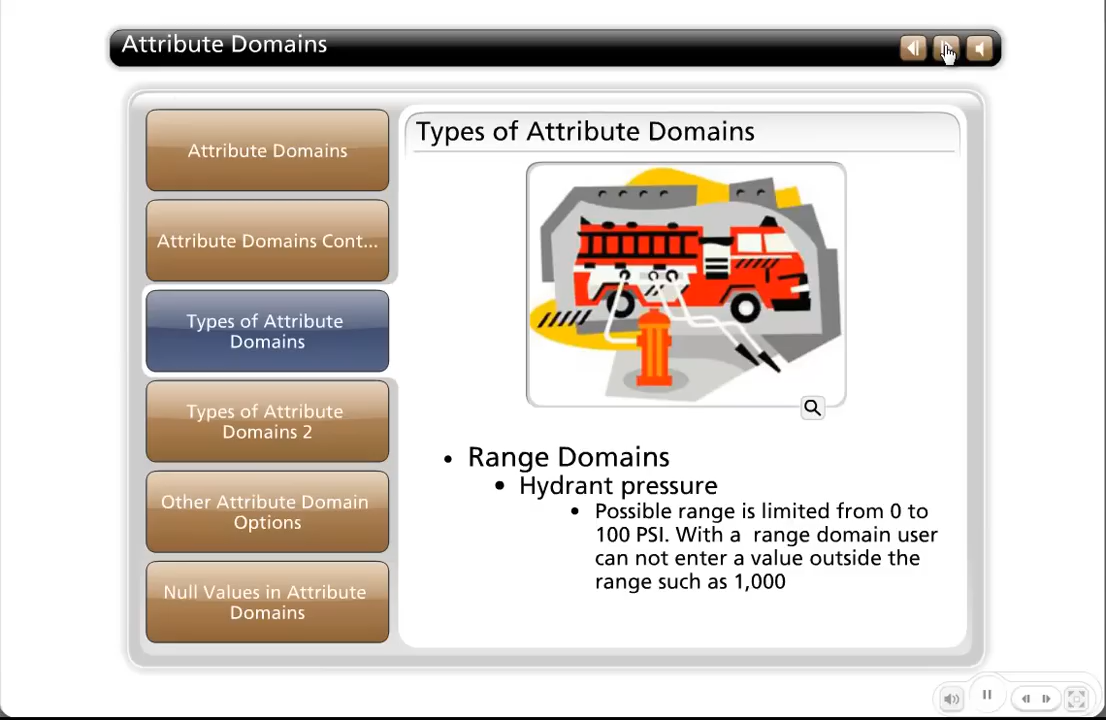 Attribute Domains
Attribute Domains
Attribute Domains Cont...
Types of Attribute
Domains
Types of Attribute
Domains 2
Other Attribute Domain
Options
Null Values in Attribute
Domains
Types of Attribute Domains
• Range Domains
• Hydrant pressure
• Possible range is limited from 0 to
100 PSI. With a range domain user
can not enter a value outside the
range such as 1,000